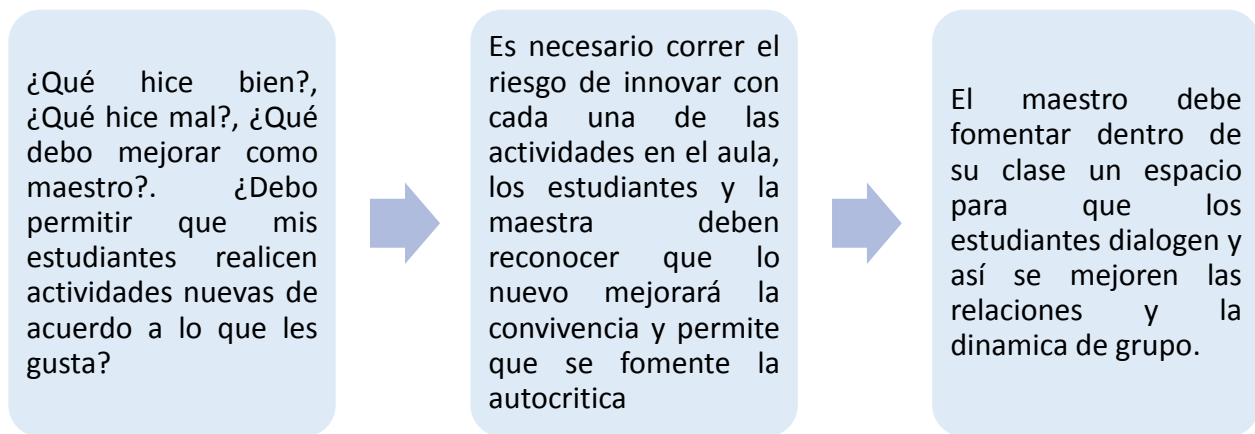 ¿Qué hice bien?,
¿Qué hice mal?, ¿Qué
debo mejorar como
maestro?. ¿Debo
permitir que mis
estudiantes realicen
actividades nuevas de
acuerdo a lo que les
gusta?
Es necesario correr el
riesgo de innovar con
cada una de las
actividades en el aula,
los estudiantes y la
maestra deben
reconocer que lo
nuevo mejorará la
convivencia y permite
que se fomente la
autocritica
El maestro debe
fomentar dentro de
su clase un espacio
para que los
estudiantes dialogen y
así se mejoren las
relaciones y la
dinamica de grupo.